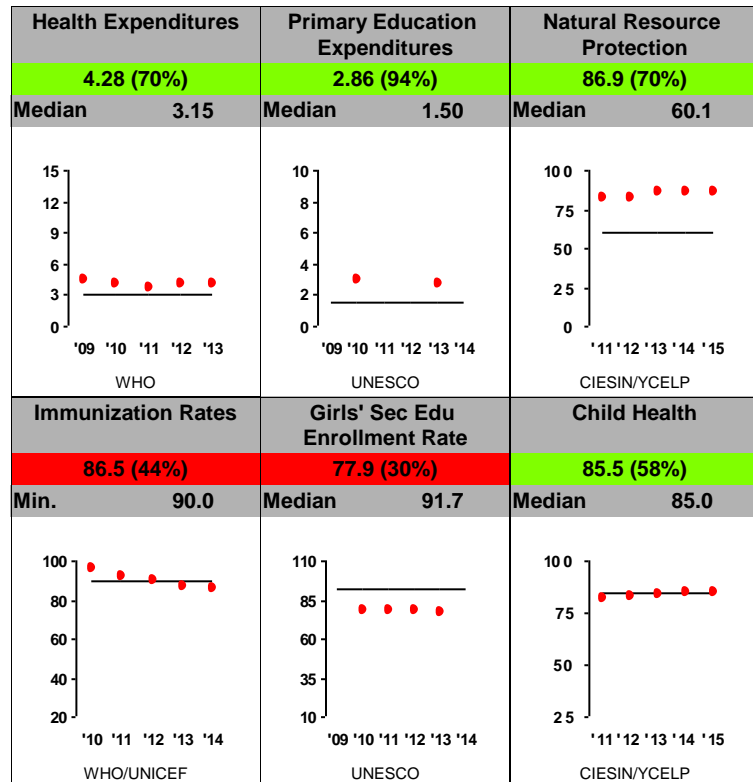 Health Expenditures
4.28 (70%)
Median 3.15
15
12
9
6
3
0
'09 '10 '11 '12 '13
WHO
Primary Education
Expenditures
2.86 (94%)
Median 1.50
10
8
6
4
2
0
'09 '10 '11 '12 '13 '14
UNESCO
Natural Resource
Protection
86.9 (70%)
Median 60.1
100
75
50
25
0
'11 '12 '13 '14 '15
CIESIN/YCELP
Immunization Rates
86.5 (44%)
Min. 90.0
100
80
60
40
20
'10 '11 '12 '13 '14
WHO/UNICEF
Girls' Sec Edu
Enrollment Rate
77.9 (30%)
Median 91.7
110
85
60
35
10
'09 '10 '11 '12 '13 '14
UNESCO
Child Health
85.5 (58%)
Median 85.0
100
75
50
25
'11 '12 '13 '14 '15
CIESIN/YCELP